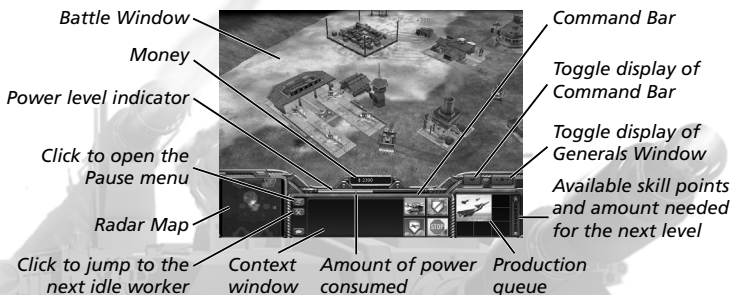 Battle Window
Money
Power level indicator
Click to open the
Pause menu
Radar Map
Click to jump to the
next idle worker
Context
window
Amount of power
consumed
Production
queue
Command Bar
Toggle display of
Command Bar
Toggle display of
Generals Window
Available skill points
and amount needed
for the next level
$ 2300
STOP